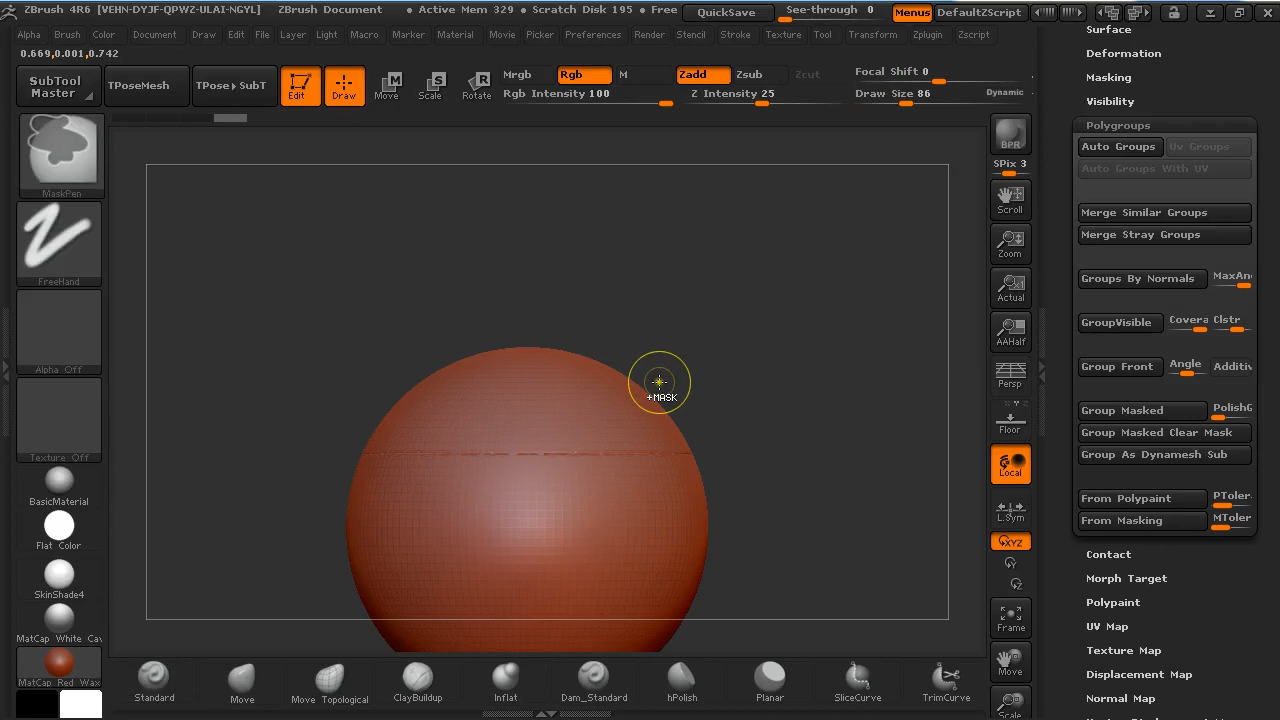 ZBrush 4R6 [VEHN-DYJF-QPWZ-ULAI-NGYL] ZBrush Document • Active Mem 329 • Scratch Disk 195 • Free QuickSave See-through 0 Menus DefaultZScript
Alpha Brush Color Document Draw Edit File Layer Light Macro Marker Material Movie Picker Preferences Render Stencil Stroke Texture Tool Transform Zplugin Zscript
0.669,0.001,0.742
SubTool Master
TPoseMesh
TPose▸SubT
Edit
Draw
Move
Scale
Rotate
Mrgb Rgb M
Rgb Intensity 100
Zadd Zsub Zcut
Z Intensity 25
Focal Shift 0
Draw Size 86
Dynamic
MaskPen
FreeHand
Alpha Off
Texture Off
BasicMaterial
Flat Color
SkinShade4
MatCap White Cav
MatCap Red Wax
+MASK
BPR
SPix 3
Scroll
Zoom
Actual
AAHalf
Persp
Floor
Local
L.Sym
XYZ
Frame
Move
Scale
Surface
Deformation
Masking
Visibility
Polygroups
Auto Groups Uv Groups
Auto Groups With UV
Merge Similar Groups
Merge Stray Groups
Groups By Normals MaxAn
GroupVisible Covera Clstr
Group Front Angle Additiv
Group Masked PolishG
Group Masked Clear Mask
Group As Dynamesh Sub
From Polypaint PToler
From Masking MToler
Contact
Morph Target
Polypaint
UV Map
Texture Map
Displacement Map
Normal Map
Standard
Move
Move Topological
ClayBuildup
Inflat
Dam_Standard
hPolish
Planar
SliceCurve
TrimCurve